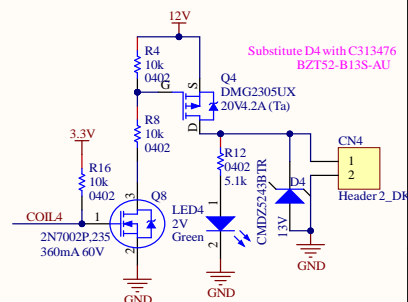 12V
Substitute D4 with C313476
BZT52-B13S-AU
R4
10k
0402
Q4
DMG2305UX
20V4.2A (Ta)
G
S
D
R8
10k
0402
3.3V
R16
10k
0402
COIL4
1
3
2
Q8
2N7002P,235
360mA 60V
GND
R12
0402
5.1k
LED4
2V
Green
1
2
GND
CMDZ5243BTR
D4
13V
GND
CN4
1
2
Header 2_DK